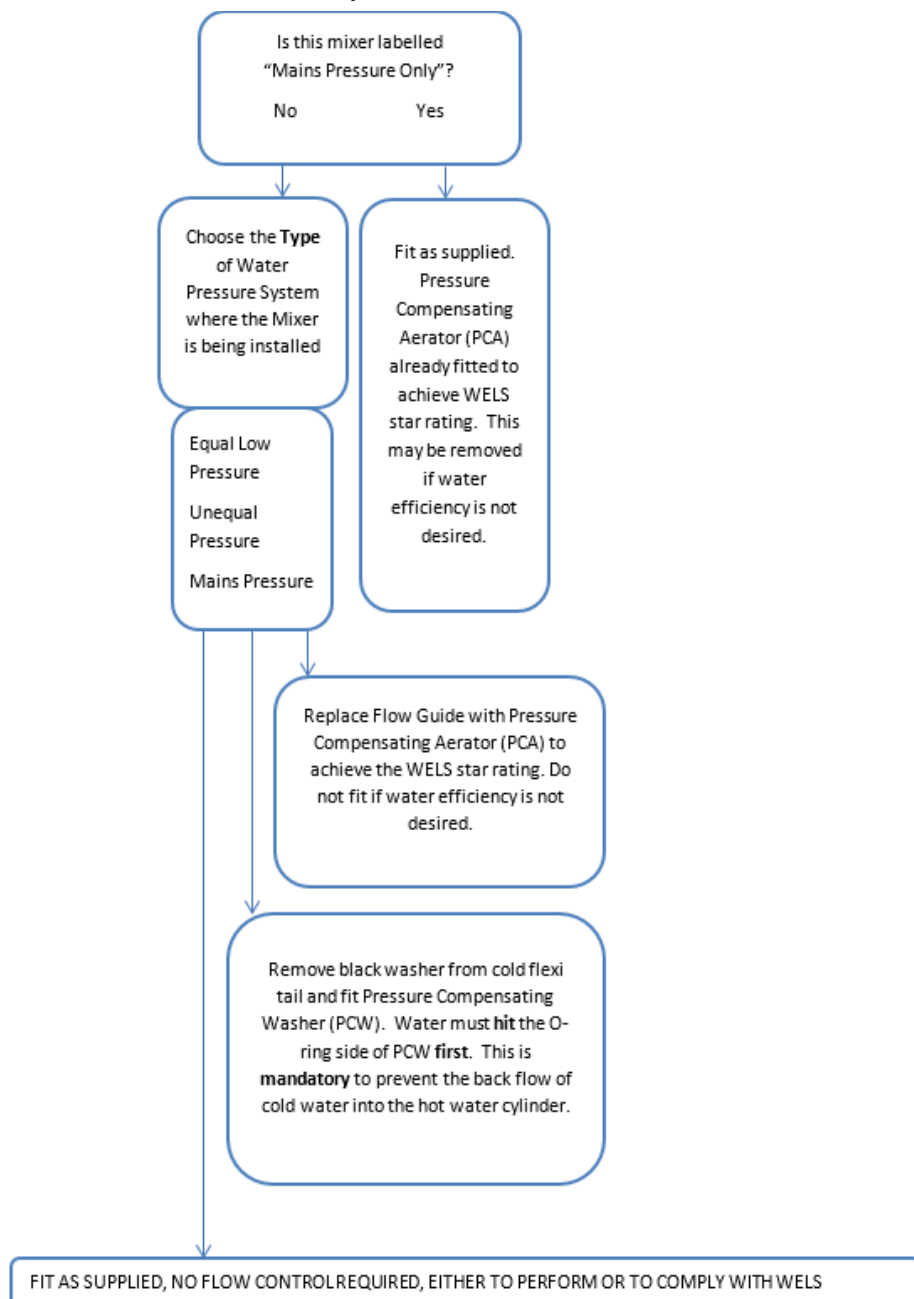 Is this mixer labelled
“Mains Pressure Only”?
No Yes
Choose the Type
of Water
Pressure System
where the Mixer
is being installed
Fit as supplied.
Pressure
Compensating
Aerator (PCA)
already fitted to
achieve WELS
star rating. This
may be removed
if water
efficiency is not
desired.
Equal Low
Pressure
Unequal
Pressure
Mains Pressure
Replace Flow Guide with Pressure
Compensating Aerator (PCA) to
achieve the WELS star rating. Do
not fit if water efficiency is not
desired.
Remove black washer from cold flexi
tail and fit Pressure Compensating
Washer (PCW). Water must hit the O-
ring side of PCW first. This is
mandatory to prevent the back flow of
cold water into the hot water cylinder.
FIT AS SUPPLIED, NO FLOW CONTROL REQUIRED, EITHER TO PERFORM OR TO COMPLY WITH WELS